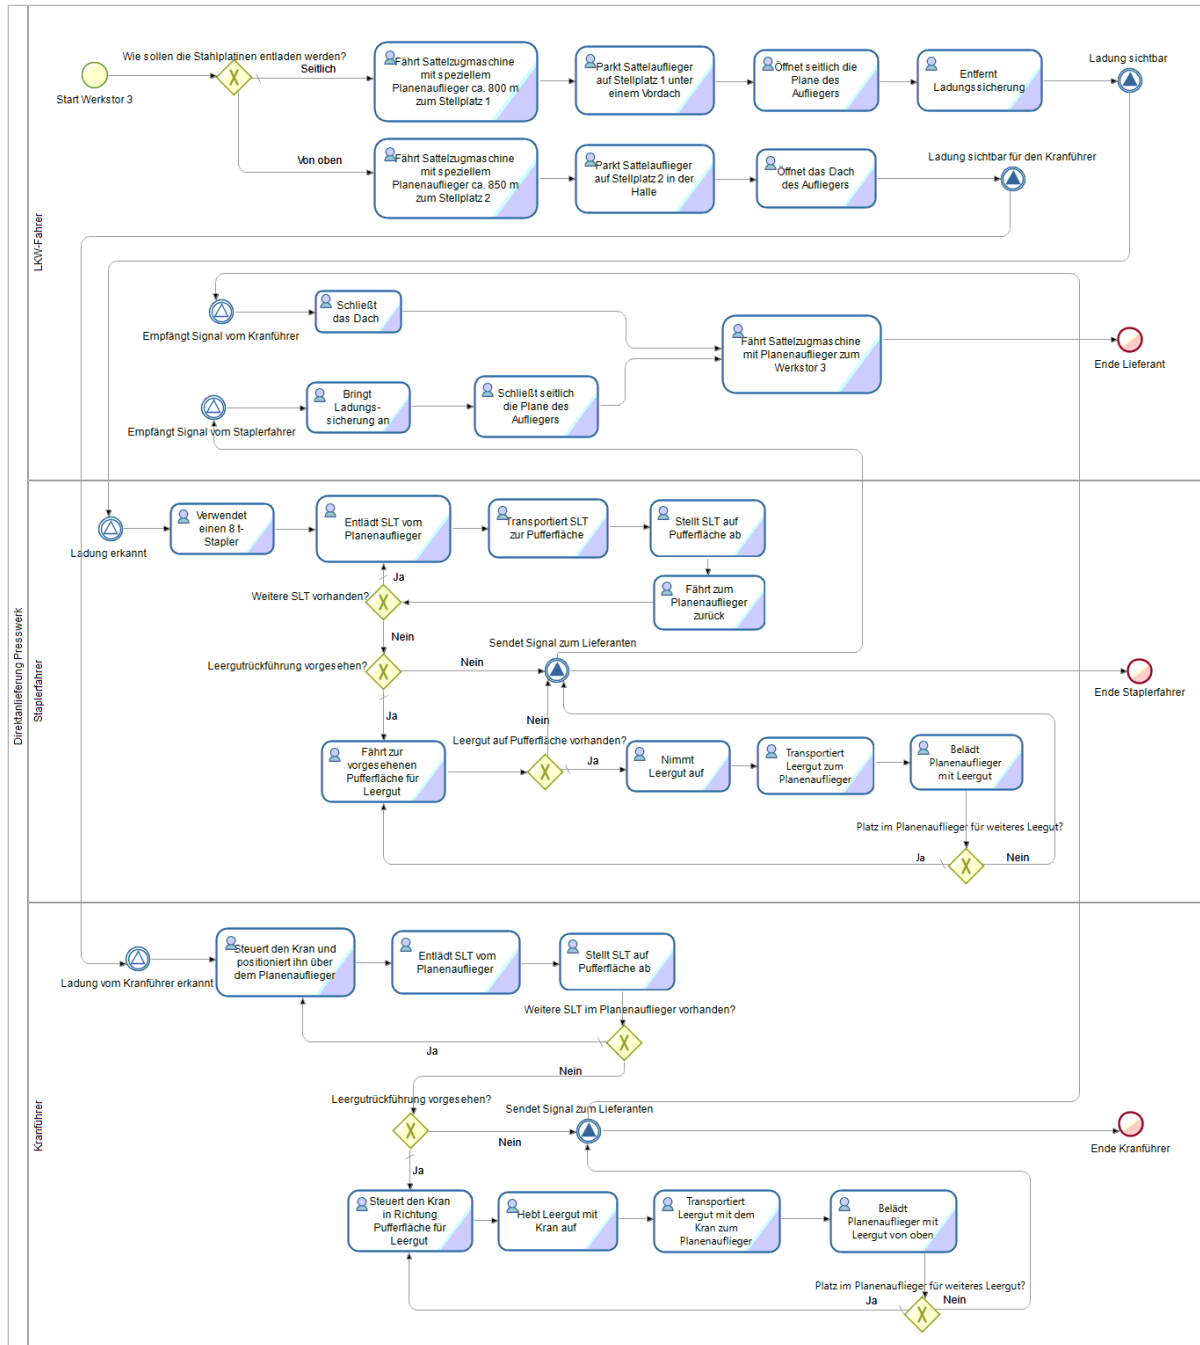 Direktanlieferung Presswerk
LKW-Fahrer
Wie sollen die Stahlplatinen entladen werden?
Start Werkstor 3
Seitlich
Fährt Sattelzugmaschine
mit speziellem
Planenauflieger ca. 800 m
zum Stellplatz 1
Parkt Sattelauflieger
auf Stellplatz 1 unter
einem Vordach
Öffnet seitlich die
Plane des
Aufliegers
Entfernt
Ladungssicherung
Ladung sichtbar
Von oben
Fährt Sattelzugmaschine
mit speziellem
Planenauflieger ca. 850 m
zum Stellplatz 2
Parkt Sattelauflieger
auf Stellplatz 2 in der
Halle
Öffnet das Dach
des Aufliegers
Ladung sichtbar für den Kranführer
Empfängt Signal vom Kranführer
Schließt
das Dach
Fährt Sattelzugmaschine
mit Planenauflieger zum
Werkstor 3
Ende Lieferant
Empfängt Signal vom Staplerfahrer
Bringt
Ladungs-
sicherung an
Schließt seitlich
die Plane des
Aufliegers
Staplerfahrer
Ladung erkannt
Verwendet
einen 8 t-
Stapler
Entlädt SLT vom
Planenauflieger
Transportiert SLT
zur Pufferfläche
Stellt SLT auf
Pufferfläche ab
Fährt zum
Planenauflieger
zurück
Weitere SLT vorhanden?
Ja
Nein
Leergutrückführung vorgesehen?
Nein
Sendet Signal zum Lieferanten
Ende Staplerfahrer
Ja
Fährt zur
vorgesehenen
Pufferfläche für
Leergut
Leergut auf Pufferfläche vorhanden?
Nein
Ja
Nimmt
Leergut auf
Transportiert
Leergut zum
Planenauflieger
Belädt
Planenauflieger
mit Leergut
Platz im Planenauflieger für weiteres Leegut?
Ja
Nein
Kranführer
Ladung vom Kranführer erkannt
Steuert den Kran und
positioniert ihn über
dem Planenauflieger
Entlädt SLT vom
Planenauflieger
Stellt SLT auf
Pufferfläche ab
Weitere SLT im Planenauflieger vorhanden?
Ja
Nein
Leergutrückführung vorgesehen?
Nein
Sendet Signal zum Lieferanten
Ende Kranführer
Ja
Steuert den Kran
in Richtung
Pufferfläche für
Leergut
Hebt Leergut mit
Kran auf
Transportiert
Leergut mit dem
Kran zum
Planenauflieger
Belädt
Planenauflieger mit
Leergut von oben
Platz im Planenauflieger für weiteres Leergut?
Ja
Nein